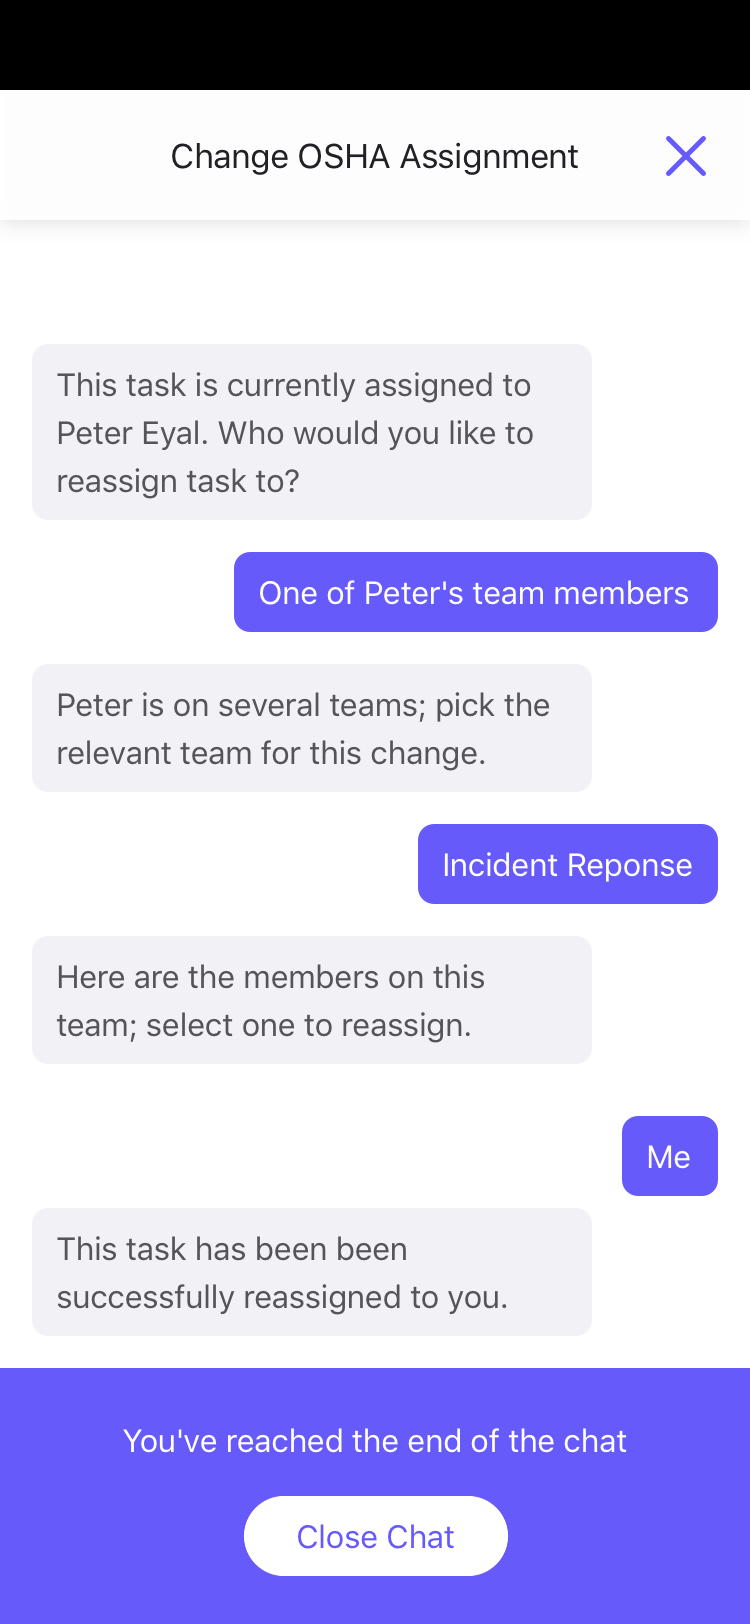 Change OSHA Assignment
This task is currently assigned to
Peter Eyal. Who would you like to
reassign task to?
One of Peter's team members
Peter is on several teams; pick the
relevant team for this change.
Incident Reponse
Here are the members on this
team; select one to reassign.
Me
This task has been been
successfully reassigned to you.
You've reached the end of the chat
Close Chat